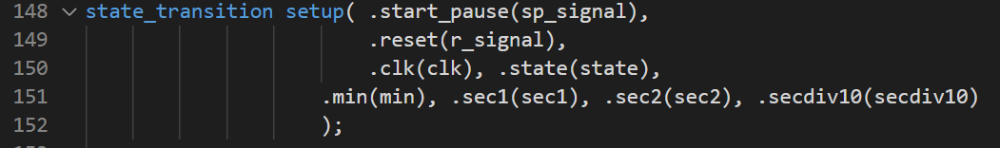 148 state_transition setup( .start_pause(sp_signal),
149 .reset(r_signal),
150 .clk(clk), .state(state),
151 .min(min), .sec1(sec1), .sec2(sec2), .secdiv10(secdiv10)
152 );